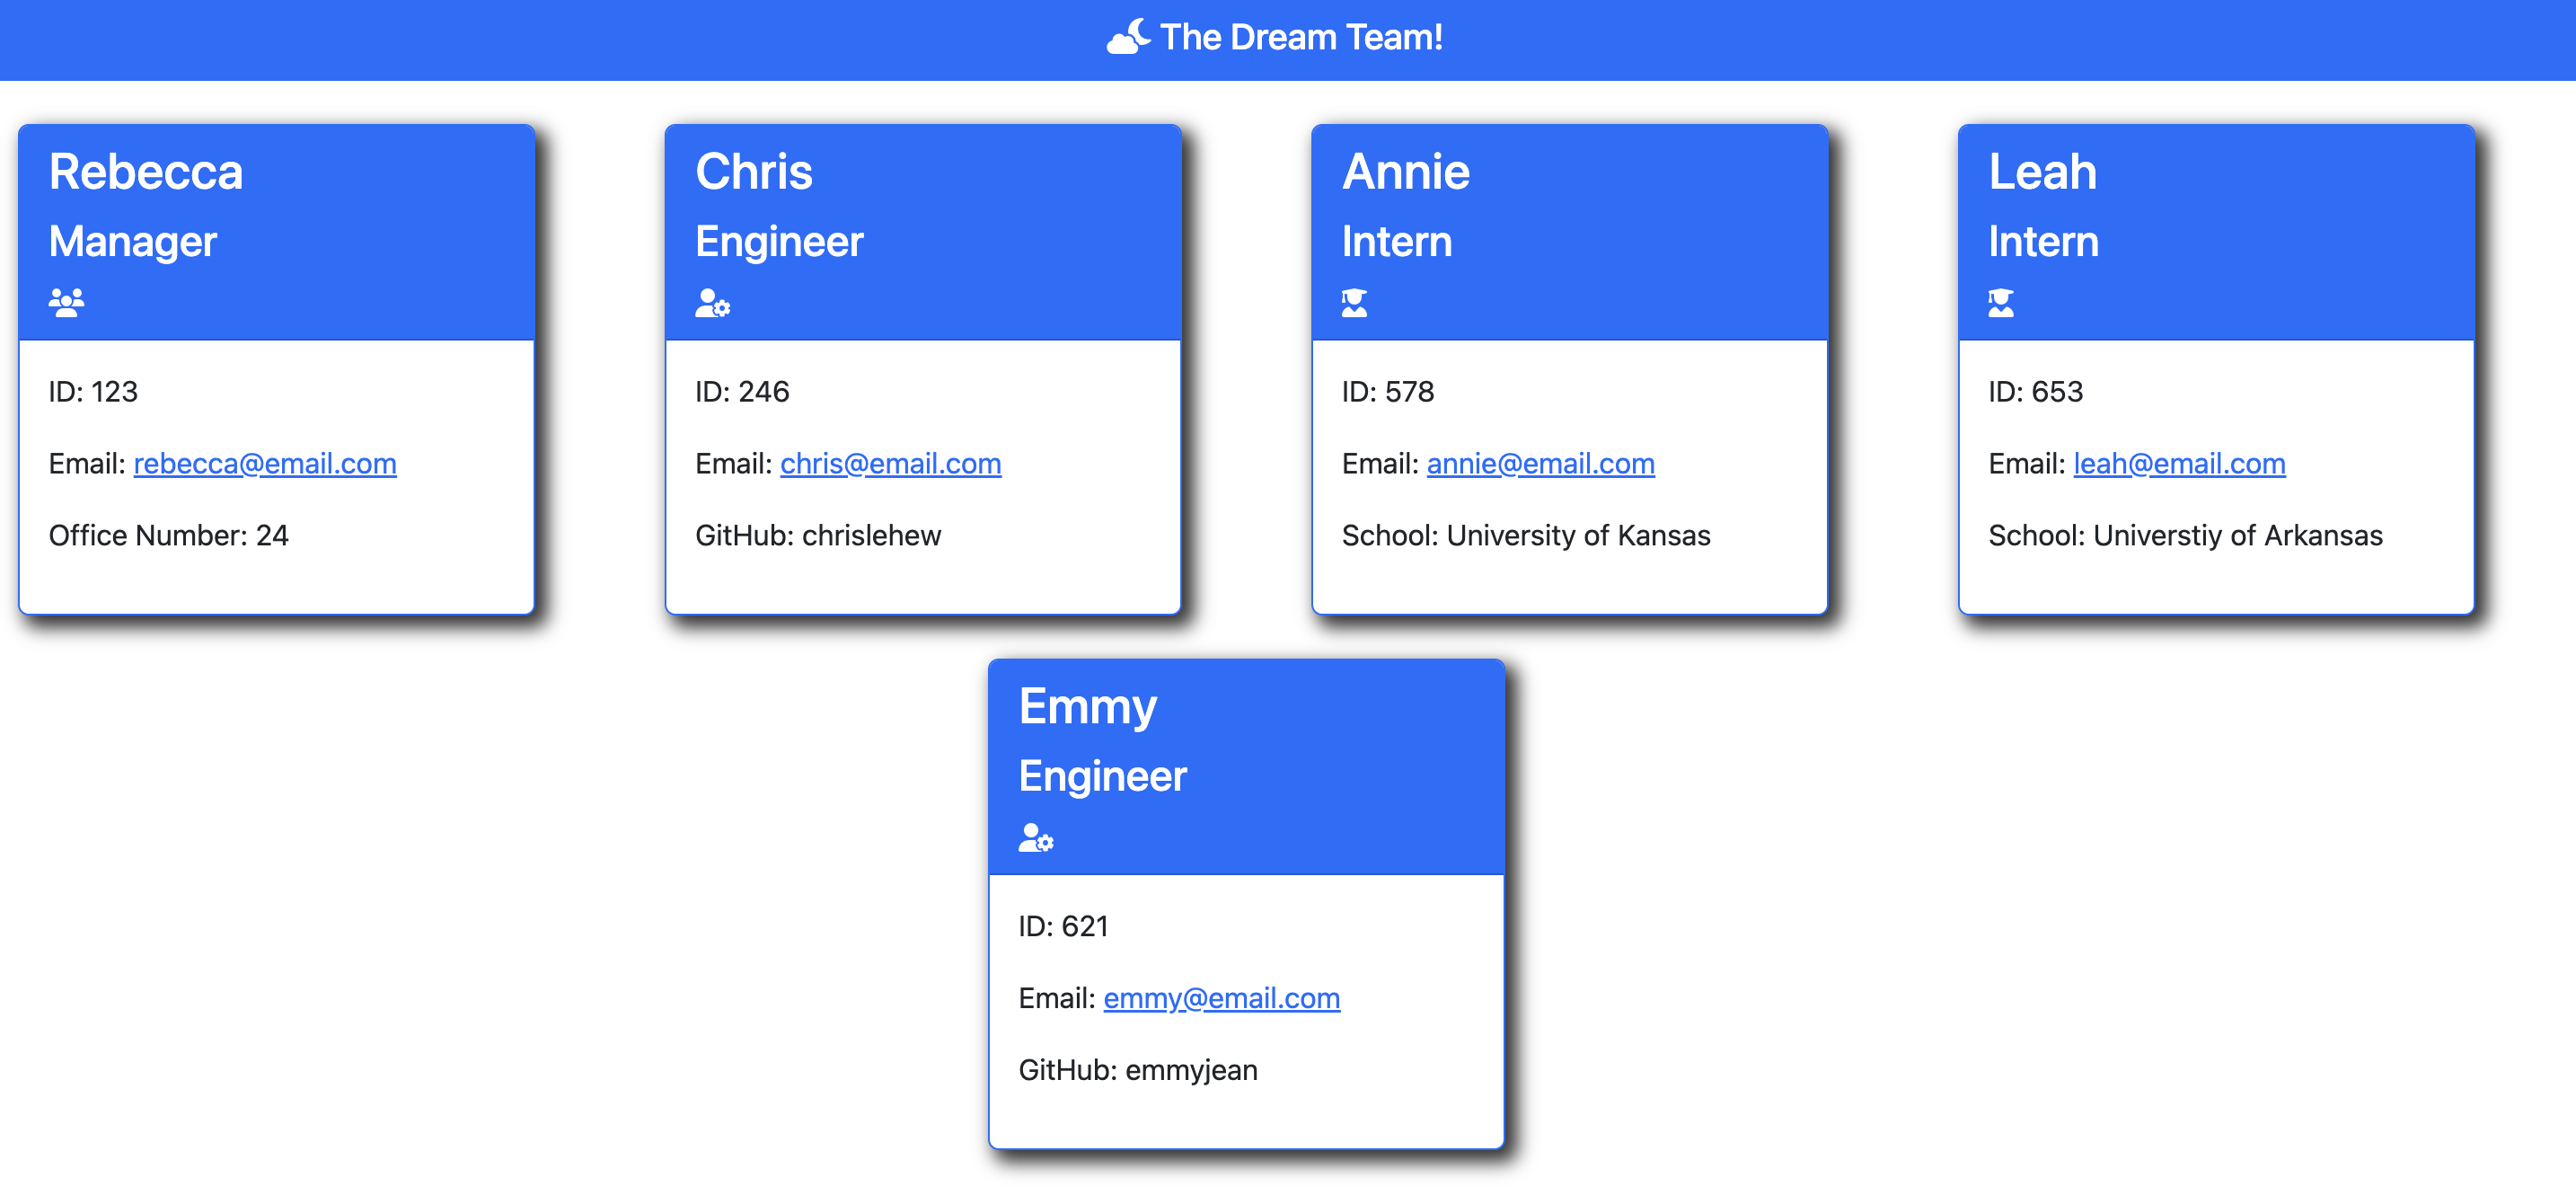 The Dream Team!
Rebecca
Manager
ID: 123
Email: rebecca@email.com
Office Number: 24
Chris
Engineer
ID: 246
Email: chris@email.com
GitHub: chrislehew
Annie
Intern
ID: 578
Email: annie@email.com
School: University of Kansas
Leah
Intern
ID: 653
Email: leah@email.com
School: Universtiy of Arkansas
Emmy
Engineer
ID: 621
Email: emmy@email.com
GitHub: emmyjean